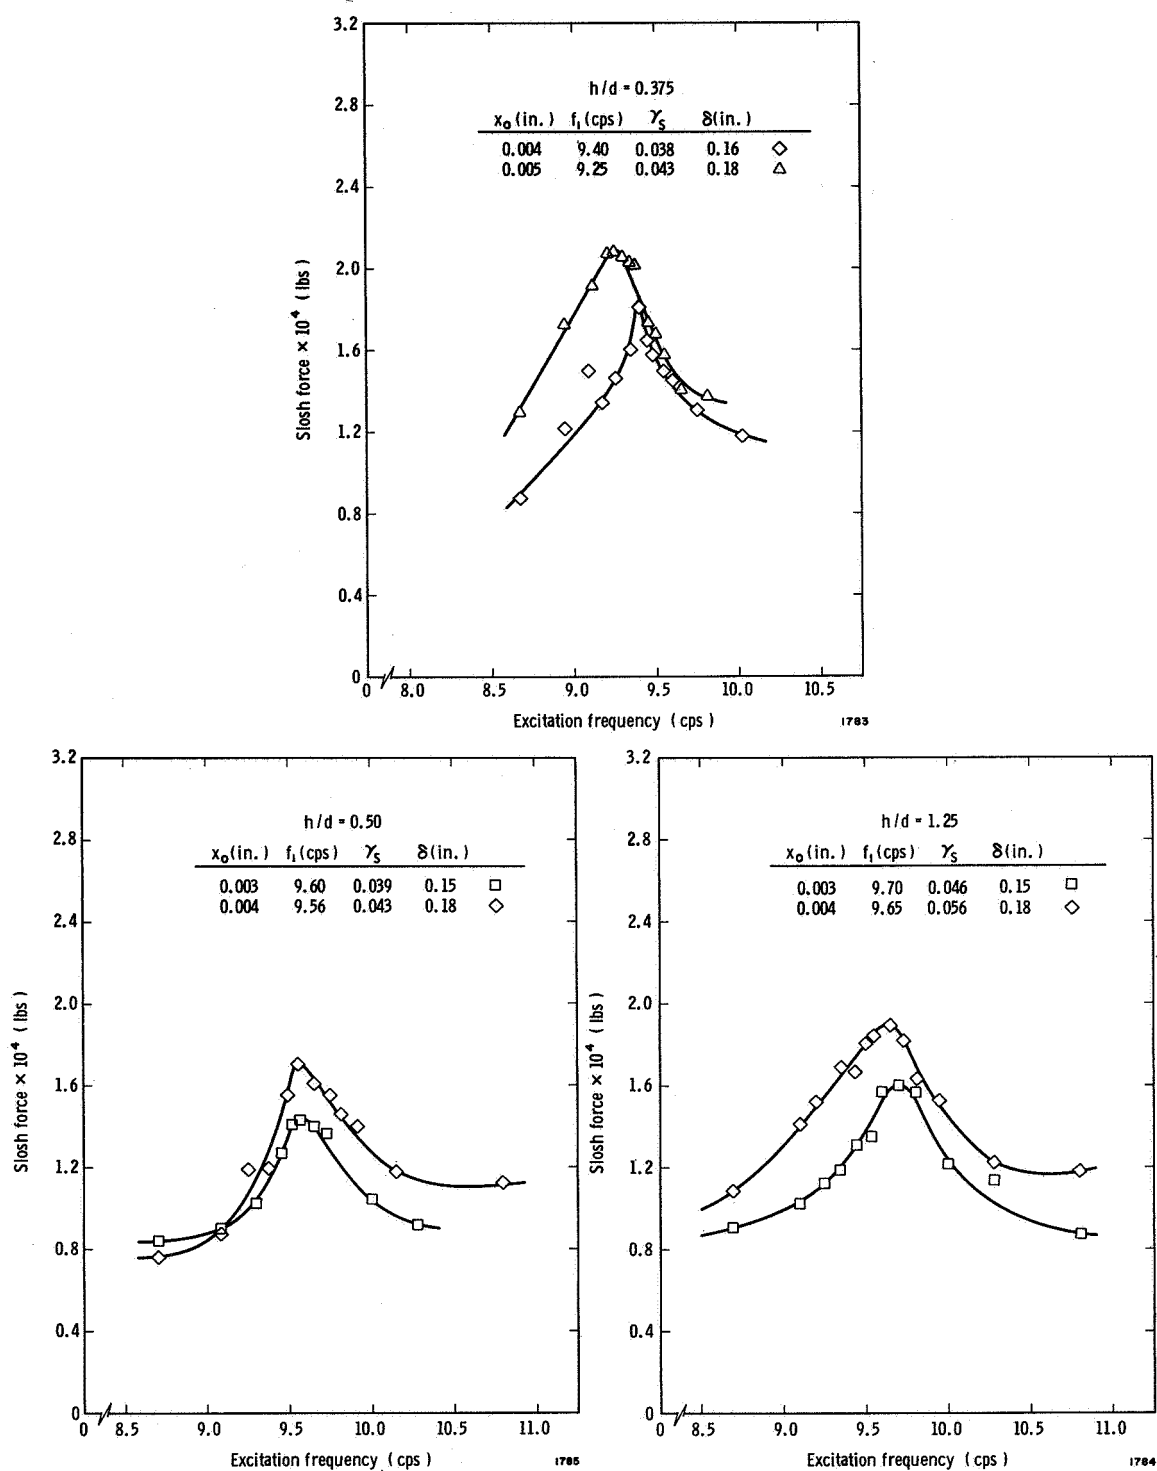 3.2
2.8
2.4
2.0
1.6
1.2
0.8
0.4
0
Slosh force × 10⁴ (lbs)
h/d = 0.375
x₀ (in.) f₁ (cps) γₛ δ(in.)
0.004 9.40 0.038 0.16 ◇
0.005 9.25 0.043 0.18 △
0 8.0 8.5 9.0 9.5 10.0 10.5
Excitation frequency (cps)
1783
3.2
2.8
2.4
2.0
1.6
1.2
0.8
0.4
0
Slosh force × 10⁴ (lbs)
h/d = 0.50
x₀ (in.) f₁ (cps) γₛ δ(in.)
0.003 9.60 0.039 0.15 □
0.004 9.56 0.043 0.18 ◇
0 8.5 9.0 9.5 10.0 10.5 11.0
Excitation frequency (cps)
1785
3.2
2.8
2.4
2.0
1.6
1.2
0.8
0.4
0
Slosh force × 10⁴ (lbs)
h/d = 1.25
x₀ (in.) f₁ (cps) γₛ δ(in.)
0.003 9.70 0.046 0.15 □
0.004 9.65 0.056 0.18 ◇
0 8.5 9.0 9.5 10.0 10.5 11.0
Excitation frequency (cps)
1784